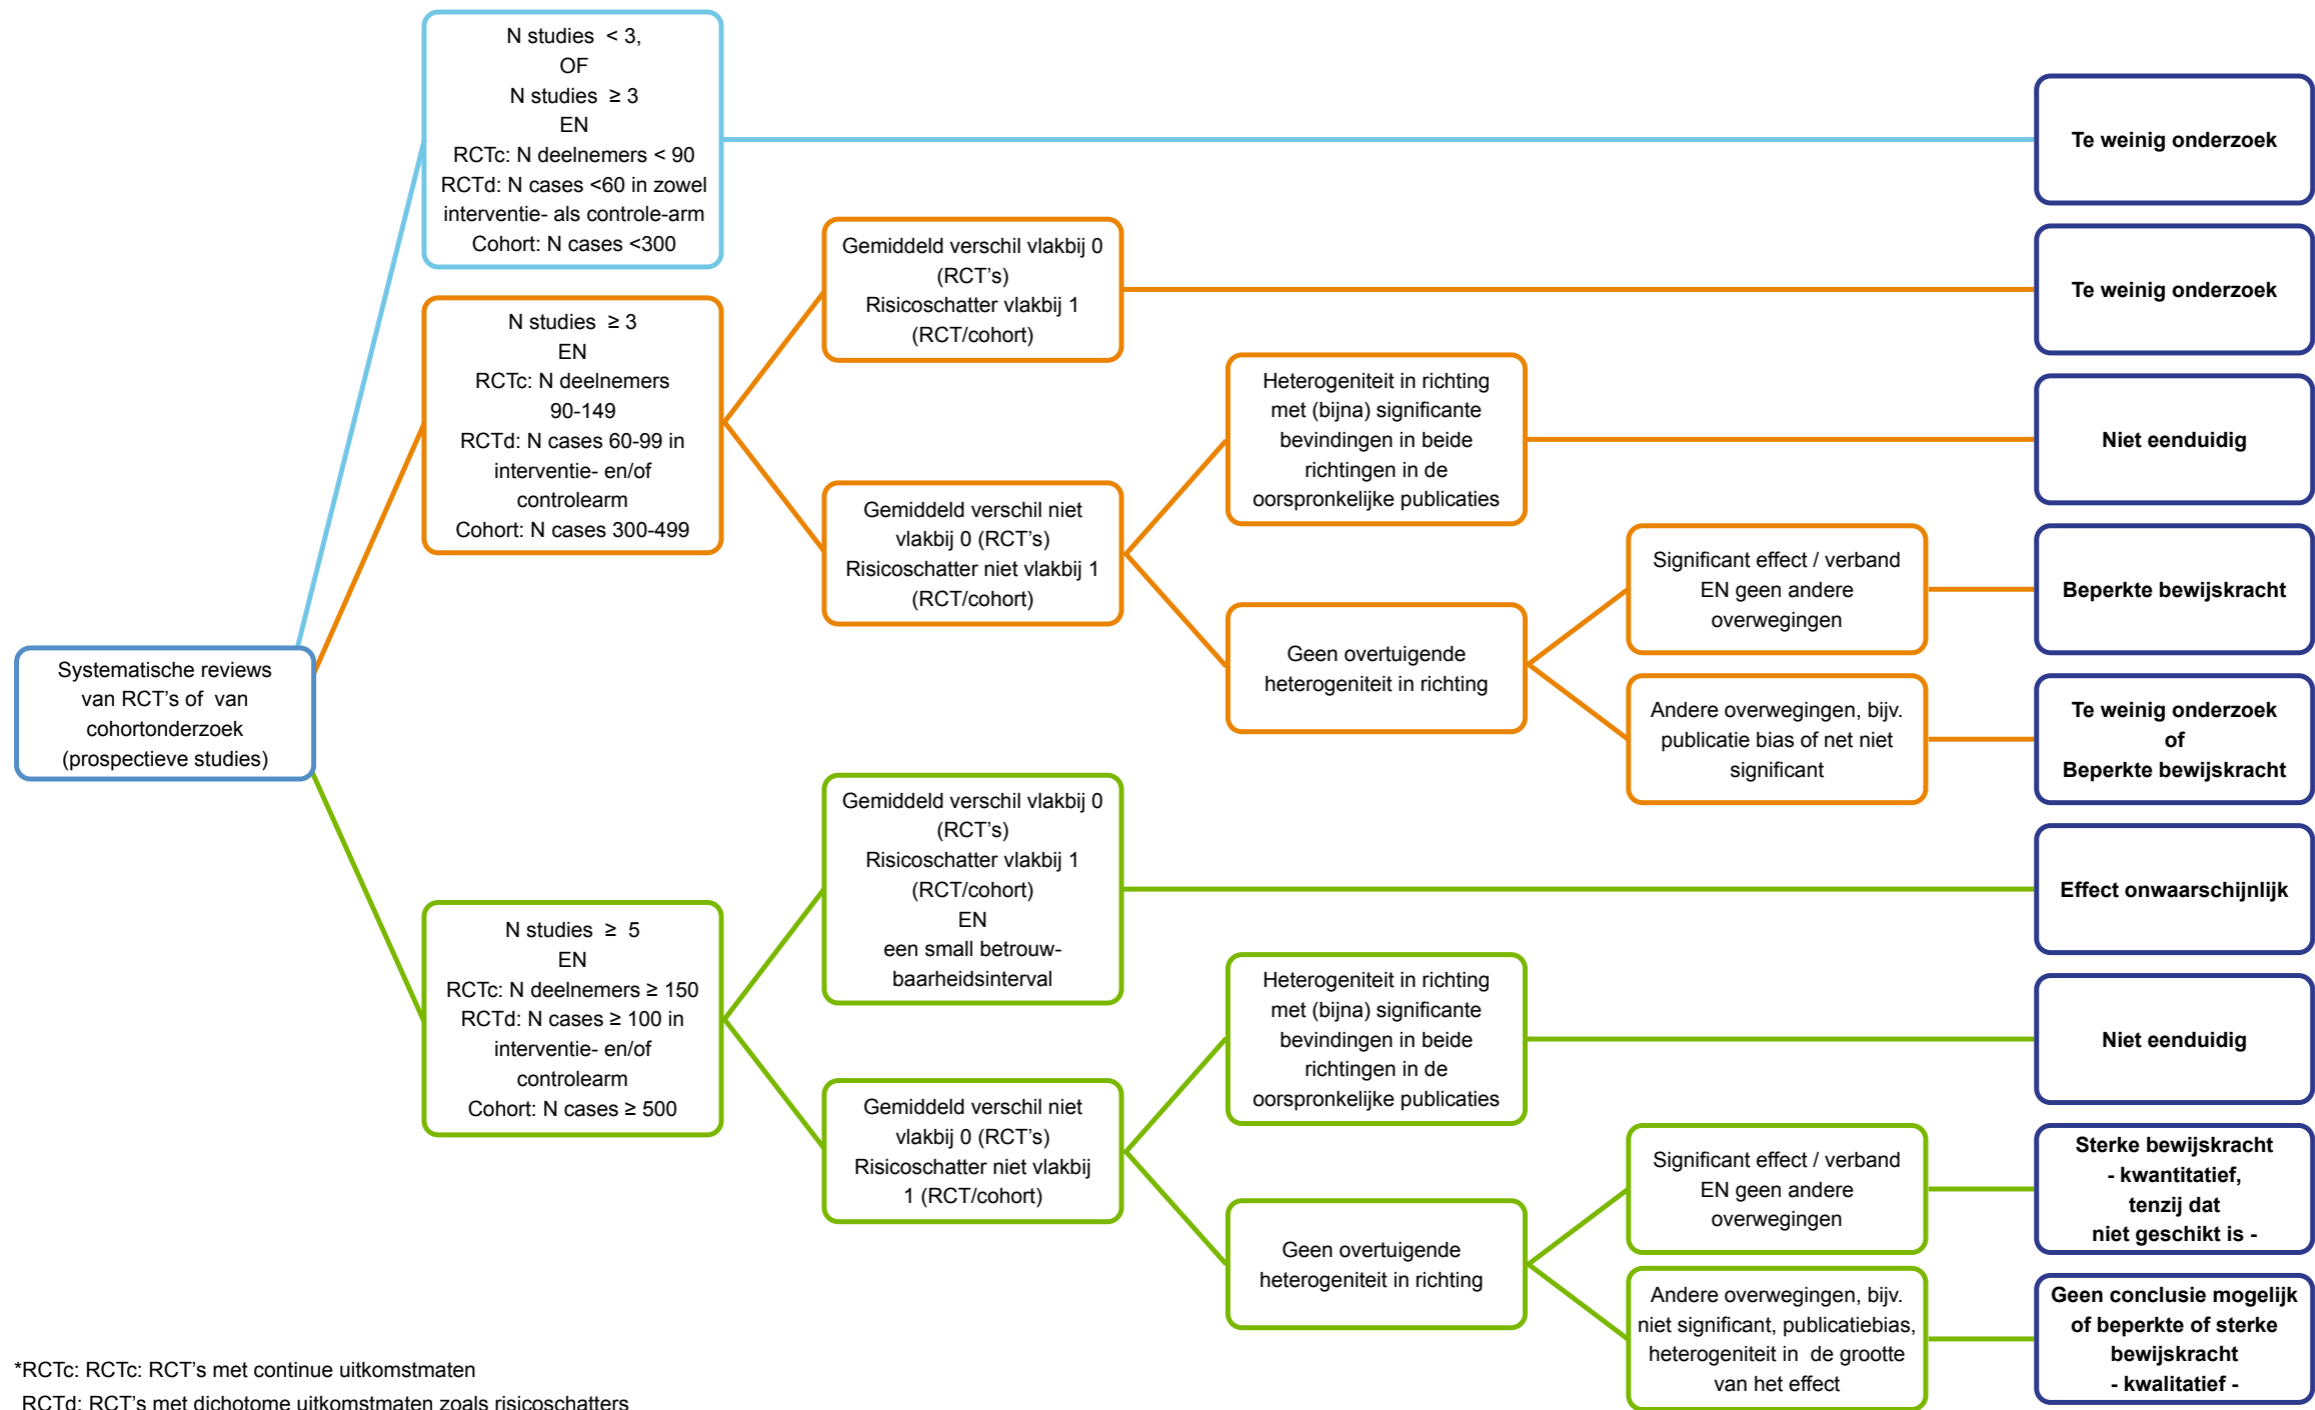 Systematische reviews
van RCT's of  van
cohortonderzoek
(prospectieve studies)
N studies  < 3,
OF
N studies  ≥ 3
EN
RCTc: N deelnemers < 90
RCTd: N cases <60 in zowel
interventie- als controle-arm
Cohort: N cases <300
Te weinig onderzoek
N studies  ≥ 3
EN
RCTc: N deelnemers
90-149
RCTd: N cases 60-99 in
interventie- en/of
controlearm
Cohort: N cases 300-499
Gemiddeld verschil vlakbij 0
(RCT's)
Risicoschatter vlakbij 1
(RCT/cohort)
Te weinig onderzoek
Gemiddeld verschil niet
vlakbij 0 (RCT's)
Risicoschatter niet vlakbij 1
(RCT/cohort)
Heterogeniteit in richting
met (bijna) significante
bevindingen in beide
richtingen in de
oorspronkelijke publicaties
Niet eenduidig
Geen overtuigende
heterogeniteit in richting
Significant effect / verband
EN geen andere
overwegingen
Beperkte bewijskracht
Andere overwegingen, bijv.
publicatie bias of net niet
significant
Te weinig onderzoek
of
Beperkte bewijskracht
N studies  ≥  5
EN
RCTc: N deelnemers ≥ 150
RCTd: N cases ≥ 100 in
interventie- en/of
controlearm
Cohort: N cases ≥ 500
Gemiddeld verschil vlakbij 0
(RCT's)
Risicoschatter vlakbij 1
(RCT/cohort)
EN
een small betrouw-
baarheidsinterval
Effect onwaarschijnlijk
Gemiddeld verschil niet
vlakbij 0 (RCT's)
Risicoschatter niet vlakbij
1 (RCT/cohort)
Heterogeniteit in richting
met (bijna) significante
bevindingen in beide
richtingen in de
oorspronkelijke publicaties
Niet eenduidig
Geen overtuigende
heterogeniteit in richting
Significant effect / verband
EN geen andere
overwegingen
Sterke bewijskracht
- kwantitatief,
tenzij dat
niet geschikt is -
Andere overwegingen, bijv.
niet significant, publicatiebias,
heterogeniteit in  de grootte
van het effect
Geen conclusie mogelijk
of beperkte of sterke
bewijskracht
- kwalitatief -
*RCTc: RCTc: RCT's met continue uitkomstmaten
RCTd: RCT's met dichotome uitkomstmaten zoals risicoschatters